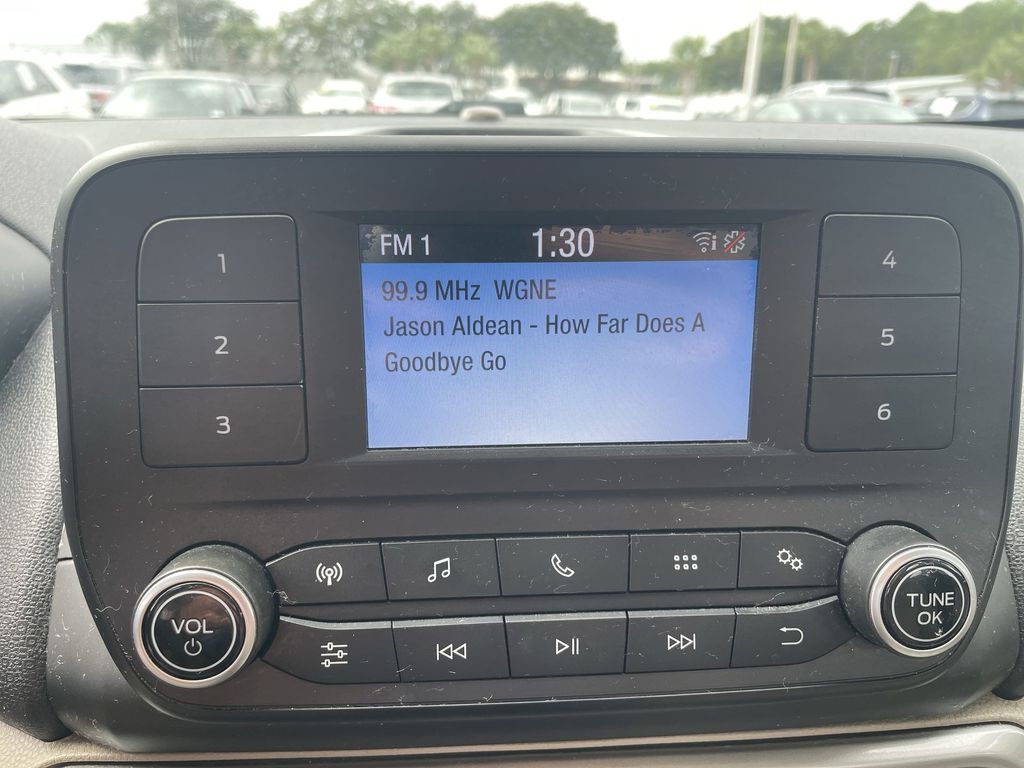 FM 1 1:30
99.9 MHz WGNE
Jason Aldean - How Far Does A
Goodbye Go
1
2
3
4
5
6
VOL
TUNE
OK